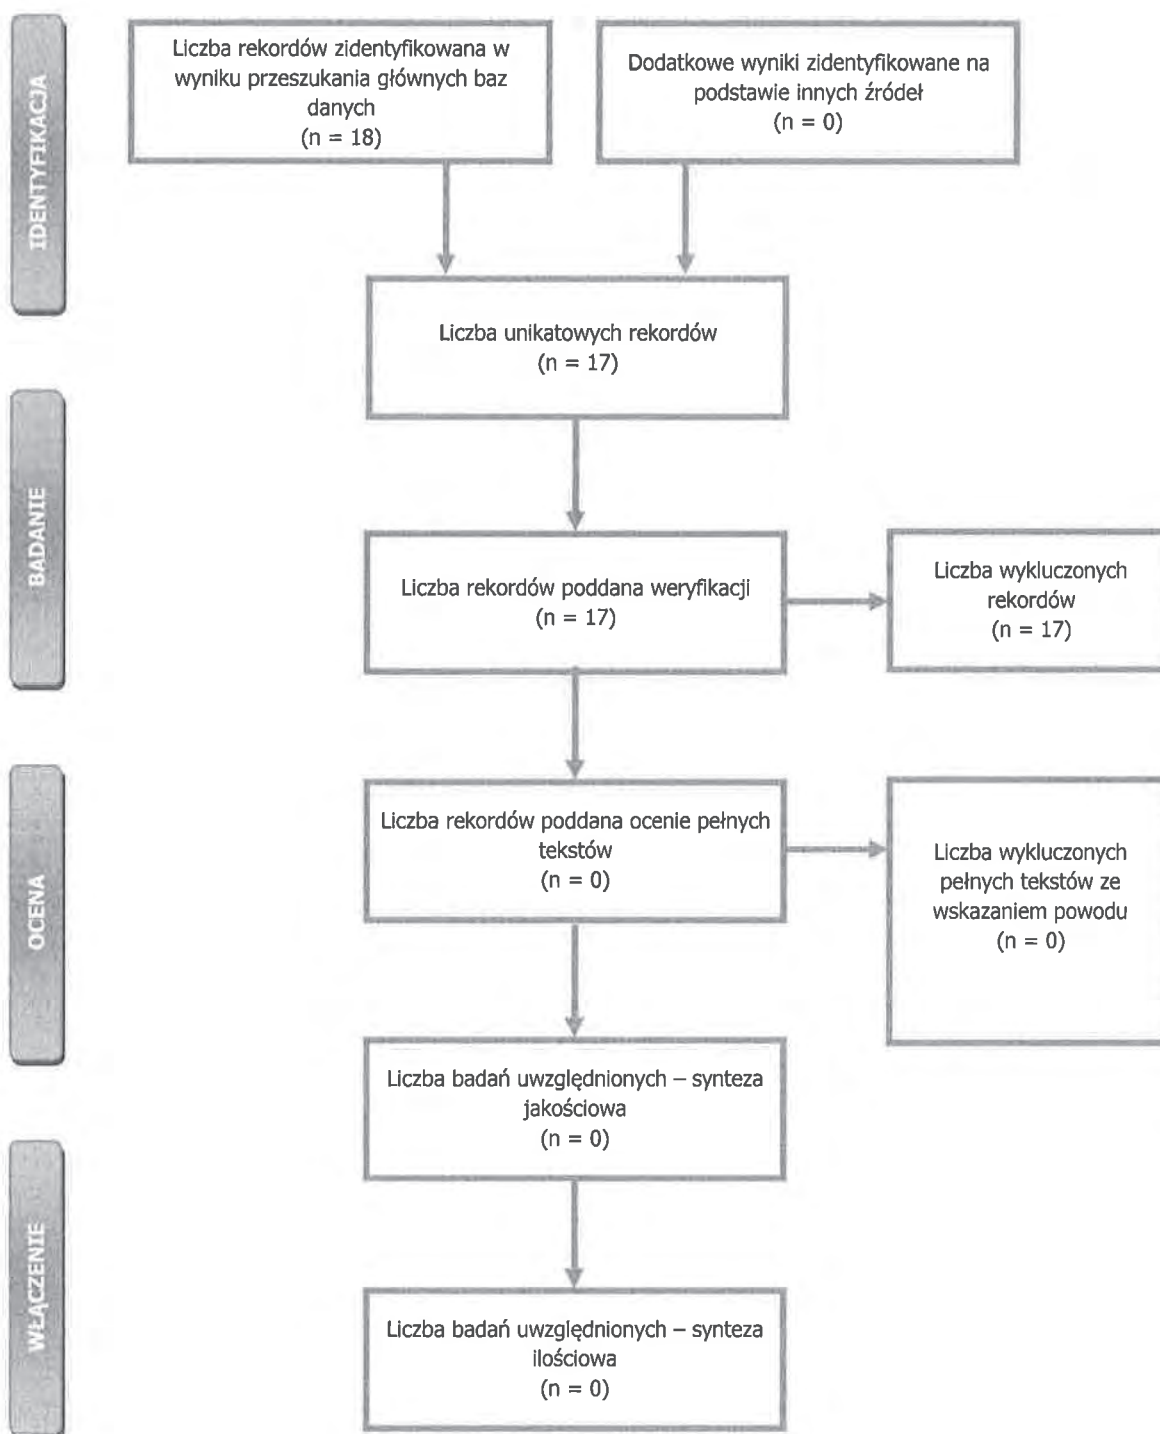 IDENTYFIKACJA
Liczba rekordów zidentyfikowana w
wyniku przeszukania głównych baz
danych
(n = 18)
Dodatkowe wyniki zidentyfikowane na
podstawie innych źródeł
(n = 0)
Liczba unikatowych rekordów
(n = 17)
BADANIE
Liczba rekordów poddana weryfikacji
(n = 17)
Liczba wykluczonych
rekordów
(n = 17)
OCENA
Liczba rekordów poddana ocenie pełnych
tekstów
(n = 0)
Liczba wykluczonych
pełnych tekstów ze
wskazaniem powodu
(n = 0)
Liczba badań uwzględnionych – synteza
jakościowa
(n = 0)
WŁĄCZENIE
Liczba badań uwzględnionych – synteza
ilościowa
(n = 0)